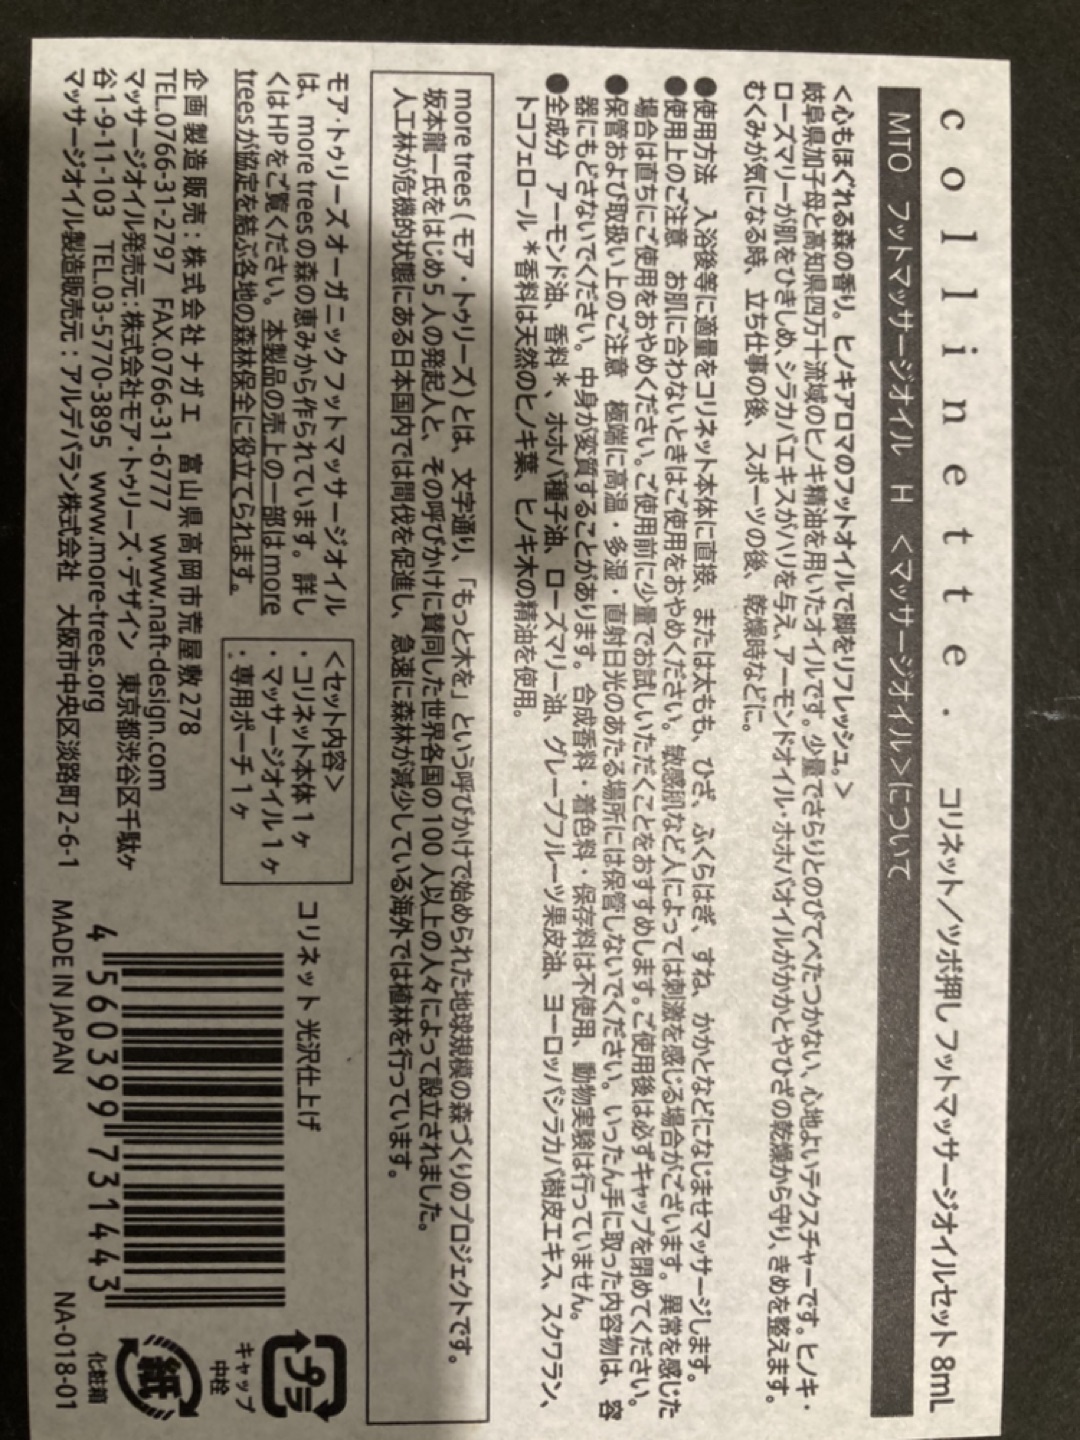 colinette. コリネット／ツボ押しフットマッサージオイルセット 8mL
MTO フットマッサージオイル H ＜マッサージオイル＞について
＜心もほぐれる森の香り。ヒノキアロマのフットオイルで脚をリフレッシュ。＞
岐阜県加子母と高知県四万十流域のヒノキ精油を用いたオイルです。少量でさらりとのびてべたつかない、心地よいテクスチャーです。ヒノキ・
ローズマリーが肌をひきしめ、シラカバエキスがハリを与え、アーモンドオイル・ホホバオイルがかかとやひざの乾燥から守り、きめを整えます。
むくみが気になる時、立ち仕事の後、スポーツの後、乾燥時などに。
●使用方法 入浴後等に適量をコリネット本体に直接、または太もも、ひざ、ふくらはぎ、すね、かかとなどになじませマッサージします。
●使用上のご注意 お肌に合わないときはご使用をおやめください。敏感肌など人によっては刺激を感じる場合がございます。異常を感じた
場合は直ちにご使用をおやめください。ご使用前に少量でお試しいただくことをおすすめします。ご使用後は必ずキャップを閉めてください。
●保管および取扱い上のご注意 極端に高温・多湿・直射日光のあたる場所には保管しないでください。いったん手に取った内容物は、容
器にもどさないでください。中身が変質することがあります。合成香料・着色料・保存料は不使用、動物実験は行っていません。
●全成分 アーモンド油、香料＊、ホホバ種子油、ローズマリー油、グレープフルーツ果皮油、ヨーロッパシラカバ樹皮エキス、スクワラン、
トコフェロール ＊香料は天然のヒノキ葉、ヒノキ木の精油を使用。
more trees（モア・トゥリーズ）とは、文字通り、「もっと木を」という呼びかけで始められた地球規模の森づくりのプロジェクトです。
坂本龍一氏をはじめ5人の発起人と、その呼びかけに賛同した世界各国の100人以上の人々によって設立されました。
人工林が危機的状態にある日本国内では間伐を促進し、急速に森林が減少している海外では植林を行っています。
モア・トゥリーズオーガニックフットマッサージオイル
は、more treesの森の恵みから作られています。詳し
くはHPをご覧ください。本製品の売上の一部はmore
treesが協定を結ぶ各地の森林保全に役立てられます。
＜セット内容＞
・コリネット本体1ヶ
・マッサージオイル1ヶ
・専用ポーチ1ヶ
企画製造販売：株式会社ナガエ 富山県高岡市荒屋敷278
TEL.0766-31-2797 FAX.0766-31-6777 www.naft-design.com
マッサージオイル発売元：株式会社モア・トゥリーズ・デザイン 東京都渋谷区千駄ヶ
谷1-9-11-103 TEL.03-5770-3895 www.more-trees.org
マッサージオイル製造販売元：アルデバラン株式会社 大阪市中央区淡路町2-6-1
コリネット 光沢仕上げ
4 560399 731443
MADE IN JAPAN
NA-018-01
プラ
キャップ
中栓
紙
化粧箱